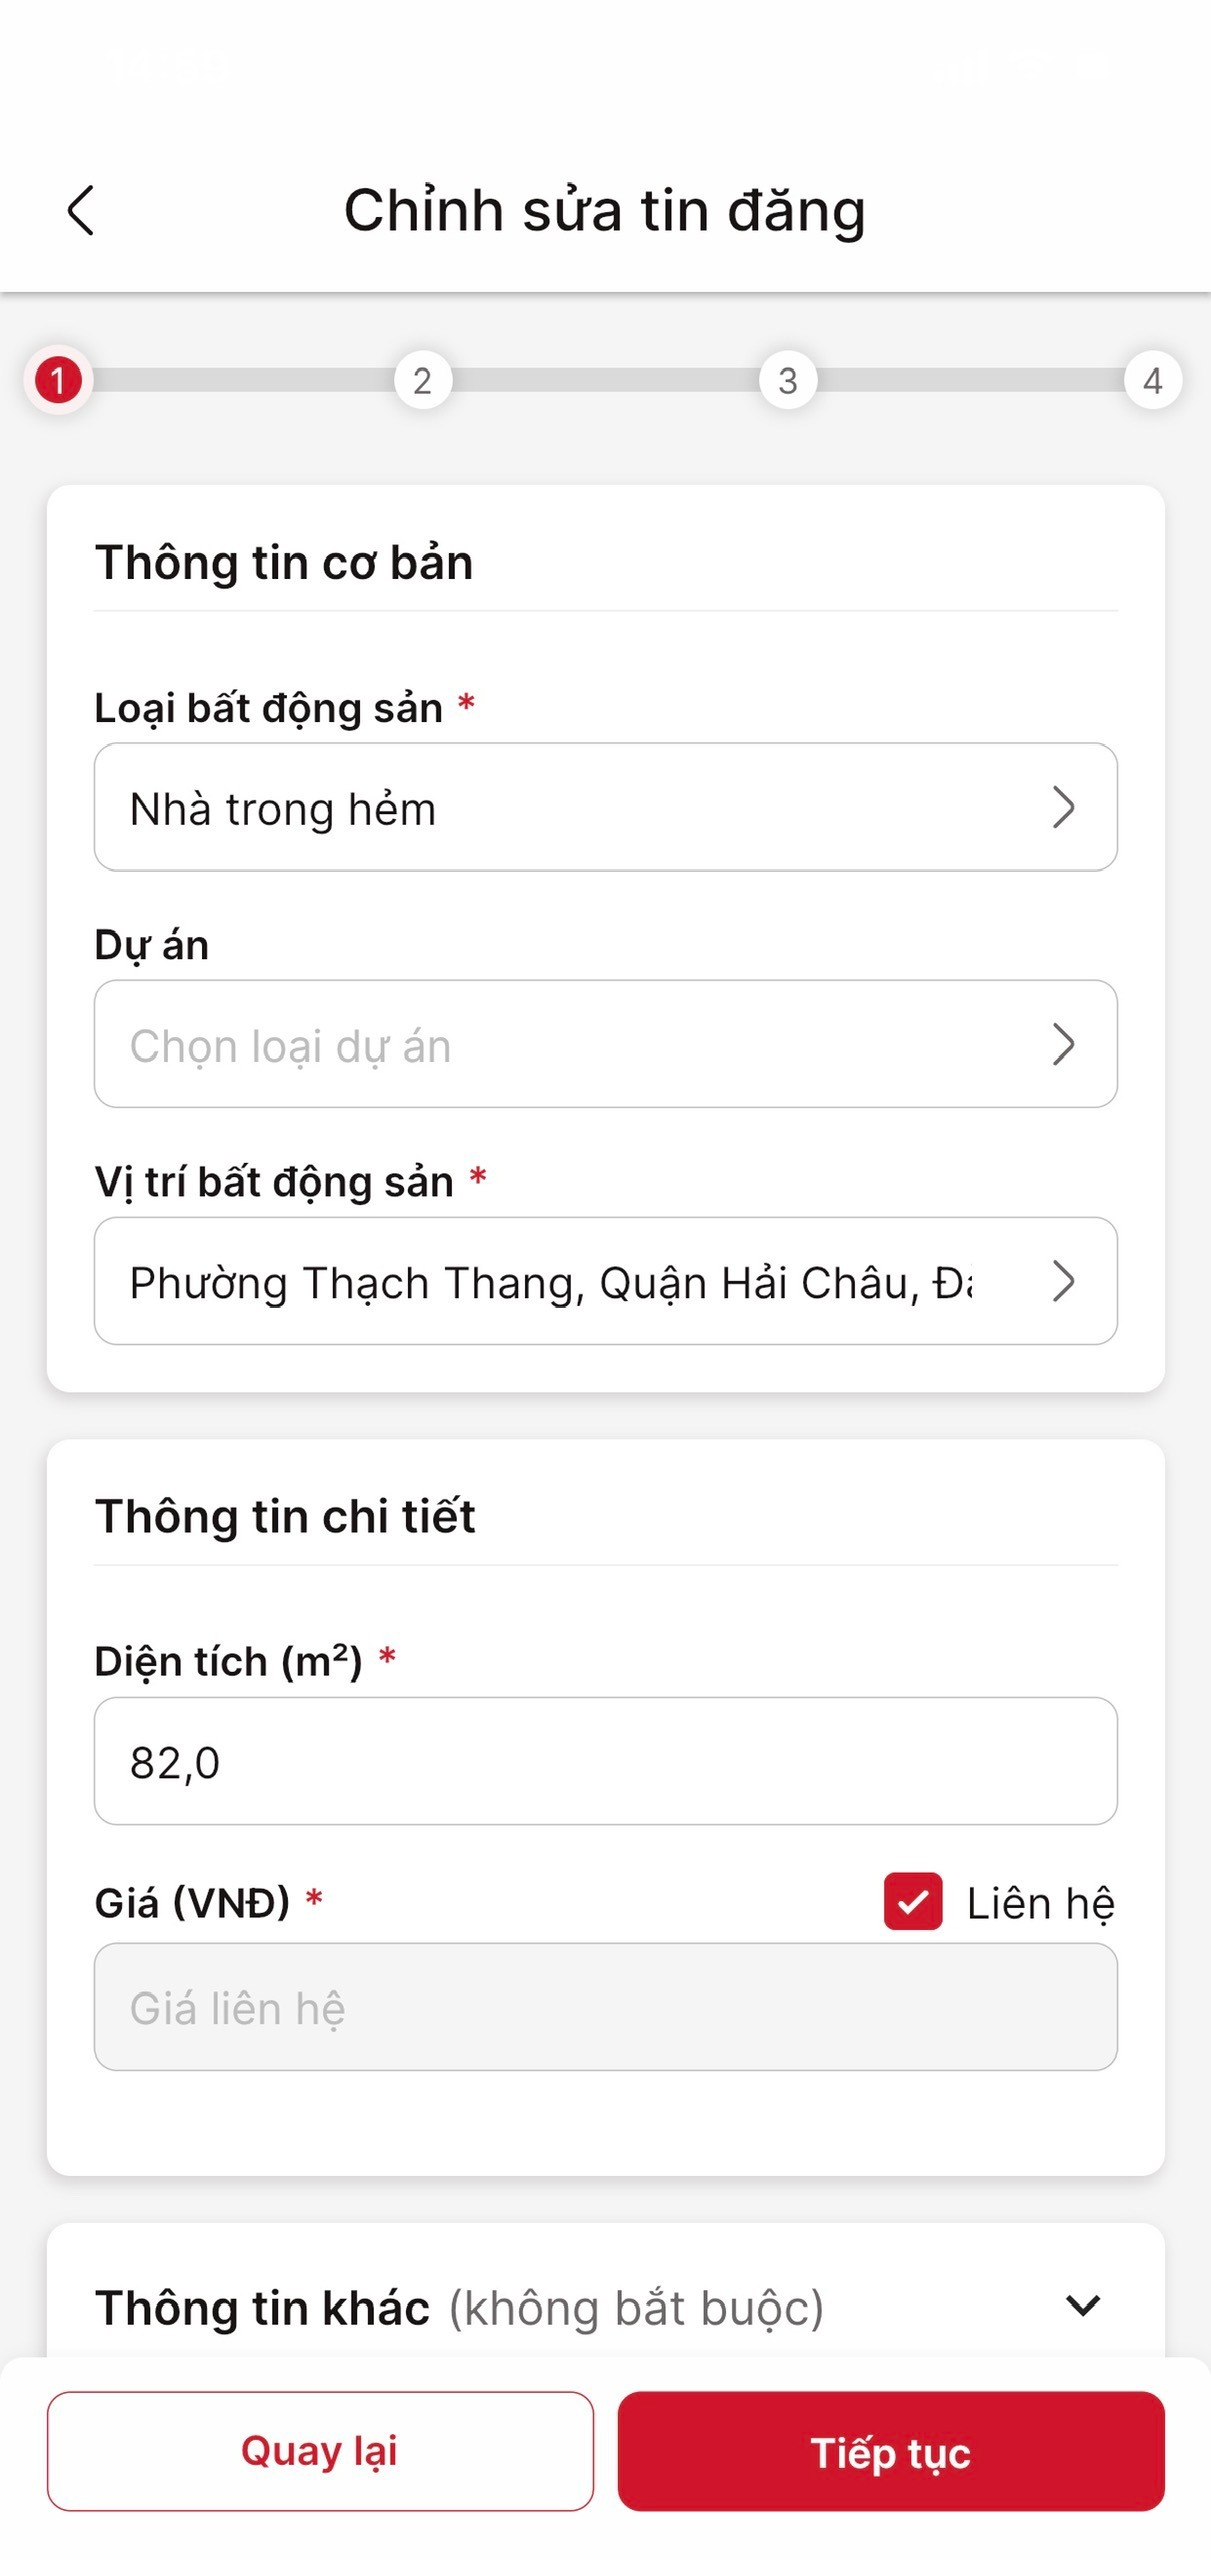 Chỉnh sửa tin đăng
1 2 3 4
Thông tin cơ bản
Loại bất động sản *
Nhà trong hẻm
Dự án
Chọn loại dự án
Vị trí bất động sản *
Phường Thạch Thang, Quận Hải Châu, Đà
Thông tin chi tiết
Diện tích (m²) *
82,0
Giá (VNĐ) * Liên hệ
Giá liên hệ
Thông tin khác (không bắt buộc)
Quay lại Tiếp tục